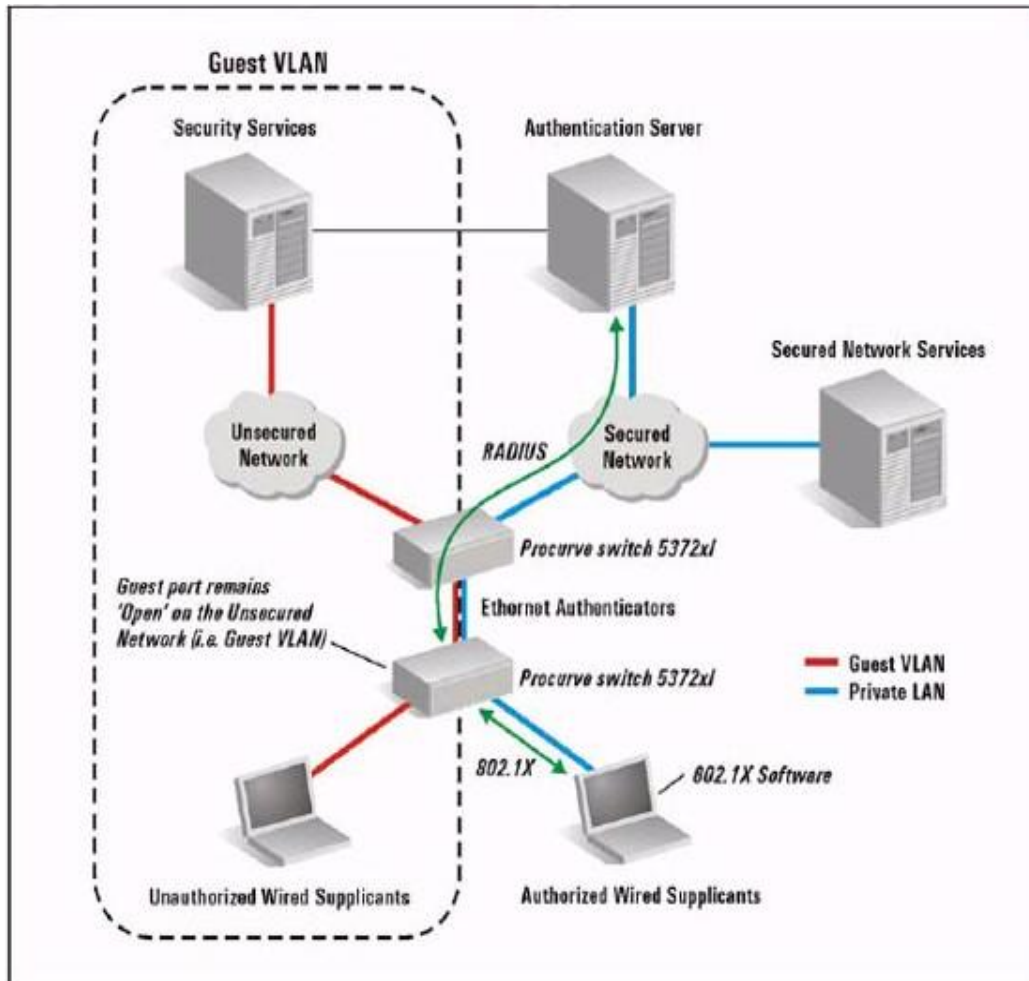 Guest VLAN
Security Services
Authentication Server
Secured Network Services
Unsecured
Network
RADIUS
Secured
Network
Procurve switch 5372xl
Guest port remains
'Open' on the Unsecured
Network (i.e. Guest VLAN)
Ethernet Authenticators
Procurve switch 5372xl
Guest VLAN
Private LAN
802.1X
802.1X Software
Unauthorized Wired Supplicants
Authorized Wired Supplicants